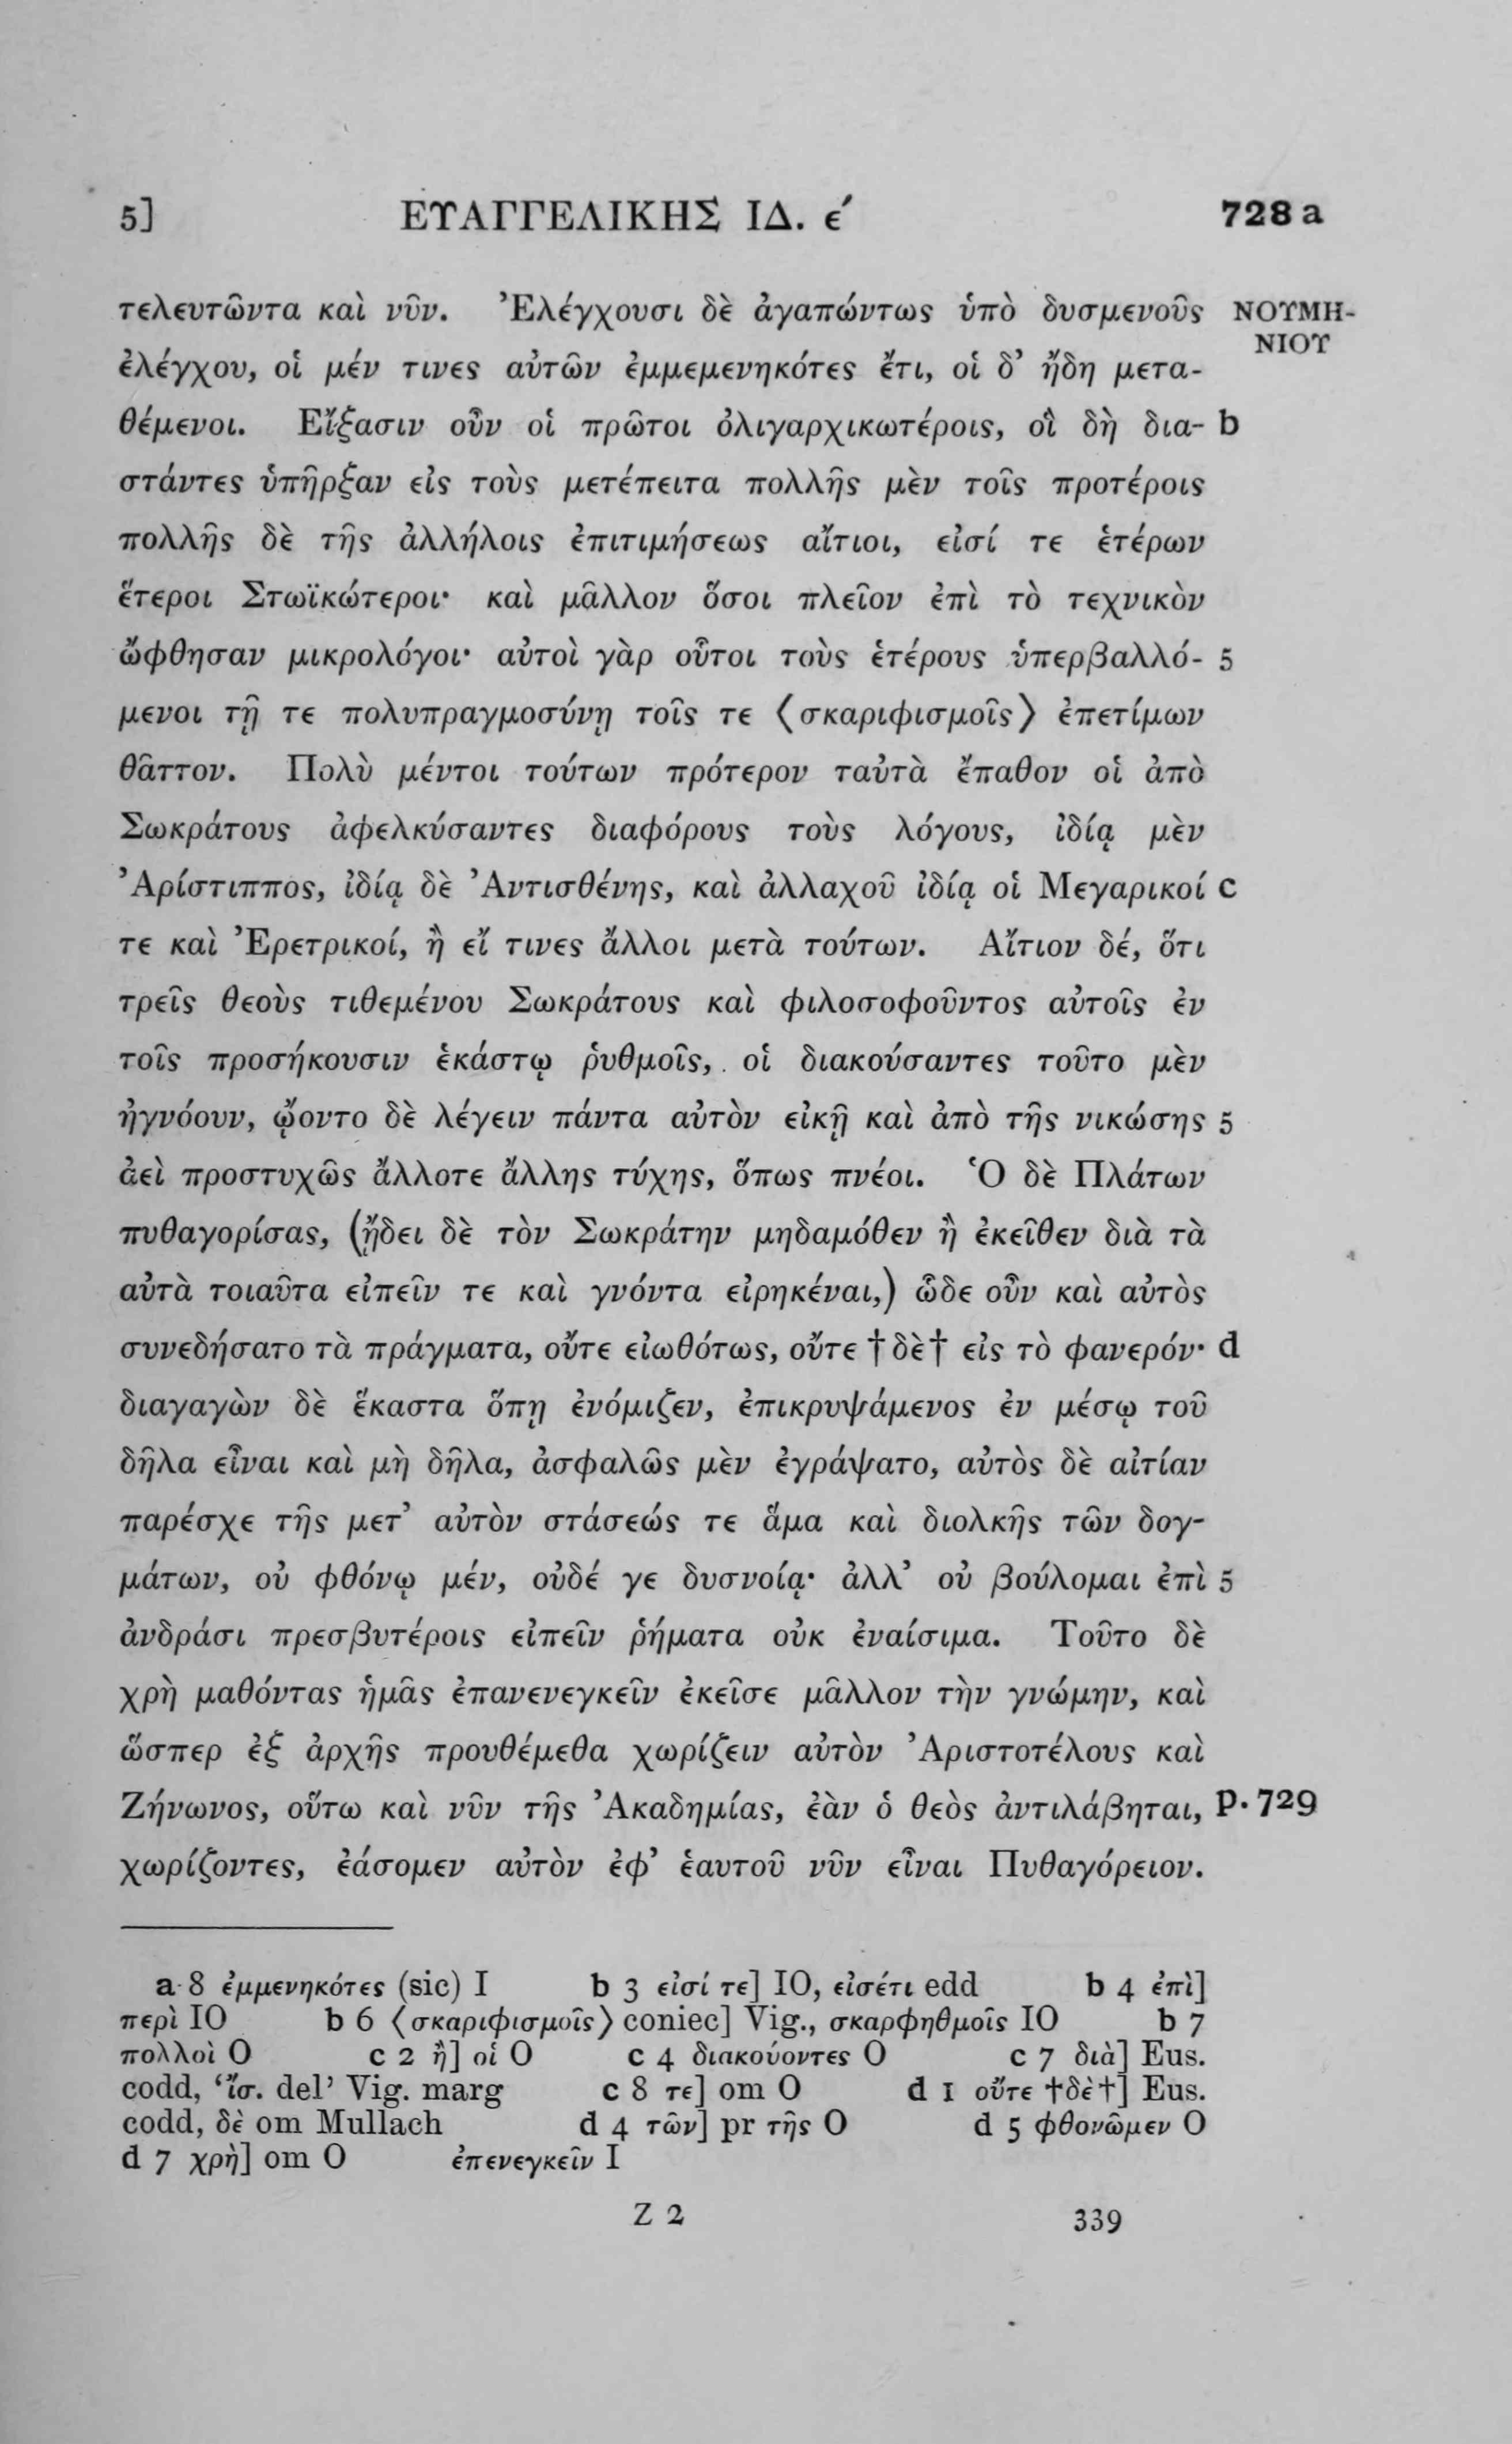 5] ΕΥΑΓΓΕΛΙΚΗΣ ΙΔ. ϵ´ 728 a
τελευτῶντα καὶ νῦν. Ἐλέγχουσι δὲ ἀγαπώντως ὑπὸ δυσμενοῦς ΝΟΥΜΗ-
ΝΙΟΥ
ἐλέγχου, οἱ μέν τινες αὐτῶν ἐμμεμενηκότες ἔτι, οἱ δ’ ἤδη μετα-
θέμενοι. Εἴξασιν οὖν οἱ πρῶτοι ὀλιγαρχικωτέροις, οἳ δὴ δια- b
στάντες ὑπῆρξαν εἰς τοὺς μετέπειτα πολλῆς μὲν τοῖς προτέροις
πολλῆς δὲ τῆς ἀλλήλοις ἐπιτιμήσεως αἴτιοι, εἰσί τε ἑτέρων
ἕτεροι Στωϊκώτεροι· καὶ μᾶλλον ὅσοι πλεῖον ἐπὶ τὸ τεχνικὸν
ὤφθησαν μικρολόγοι· αὐτοὶ γὰρ οὗτοι τοὺς ἑτέρους ὑπερβαλλό- 5
μενοι τῇ τε πολυπραγμοσύνῃ τοῖς τε ⟨σκαριφισμοῖς⟩ ἐπετίμων
θᾶττον. Πολὺ μέντοι τούτων πρότερον ταὐτὰ ἔπαθον οἱ ἀπὸ
Σωκράτους ἀφελκύσαντες διαφόρους τοὺς λόγους, ἰδίᾳ μὲν
Ἀρίστιππος, ἰδίᾳ δὲ Ἀντισθένης, καὶ ἀλλαχοῦ ἰδίᾳ οἱ Μεγαρικοί c
τε καὶ Ἐρετρικοί, ἢ εἴ τινες ἄλλοι μετὰ τούτων. Αἴτιον δέ, ὅτι
τρεῖς θεοὺς τιθεμένου Σωκράτους καὶ φιλοσοφοῦντος αὐτοῖς ἐν
τοῖς προσήκουσιν ἑκάστῳ ῥυθμοῖς, οἱ διακούσαντες τοῦτο μὲν
ἠγνόουν, ᾤοντο δὲ λέγειν πάντα αὐτὸν εἰκῇ καὶ ἀπὸ τῆς νικώσης 5
ἀεὶ προστυχῶς ἄλλοτε ἄλλης τύχης, ὅπως πνέοι. Ὁ δὲ Πλάτων
πυθαγορίσας, (ᾔδει δὲ τὸν Σωκράτην μηδαμόθεν ἢ ἐκεῖθεν διὰ τὰ
αὐτὰ τοιαῦτα εἰπεῖν τε καὶ γνόντα εἰρηκέναι,) ὧδε οὖν καὶ αὐτὸς
συνεδήσατο τὰ πράγματα, οὔτε εἰωθότως, οὔτε †δὲ† εἰς τὸ φανερόν· d
διαγαγὼν δὲ ἕκαστα ὅπῃ ἐνόμιζεν, ἐπικρυψάμενος ἐν μέσῳ τοῦ
δῆλα εἶναι καὶ μὴ δῆλα, ἀσφαλῶς μὲν ἐγράψατο, αὐτὸς δὲ αἰτίαν
παρέσχε τῆς μετ’ αὐτὸν στάσεώς τε ἅμα καὶ διολκῆς τῶν δογ-
μάτων, οὐ φθόνῳ μέν, οὐδέ γε δυσνοίᾳ· ἀλλ’ οὐ βούλομαι ἐπὶ 5
ἀνδράσι πρεσβυτέροις εἰπεῖν ῥήματα οὐκ ἐναίσιμα. Τοῦτο δὲ
χρὴ μαθόντας ἡμᾶς ἐπανενεγκεῖν ἐκεῖσε μᾶλλον τὴν γνώμην, καὶ
ὥσπερ ἐξ ἀρχῆς προυθέμεθα χωρίζειν αὐτὸν Ἀριστοτέλους καὶ
Ζήνωνος, οὕτω καὶ νῦν τῆς Ἀκαδημίας, ἐὰν ὁ θεὸς ἀντιλάβηται, p. 729
χωρίζοντες, ἐάσομεν αὐτὸν ἐφ’ ἑαυτοῦ νῦν εἶναι Πυθαγόρειον.
a 8 ἐμμενηκότες (sic) I b 3 εἰσί τε] IO, εἰσέτι edd b 4 ἐπὶ]
περὶ IO b 6 ⟨σκαριφισμοῖς⟩ coniec] Vig., σκαρφηθμοῖς IO b 7
πολλοὶ O c 2 ἢ] οἱ O c 4 διακούοντες O c 7 διὰ] Eus.
codd, ‘ἴσ. del’ Vig. marg c 8 τε] om O d 1 οὔτε †δὲ†] Eus.
codd, δὲ om Mullach d 4 τῶν] pr τῆς O d 5 φθονῶμεν O
d 7 χρὴ] om O ἐπενεγκεῖν I
Z 2 339